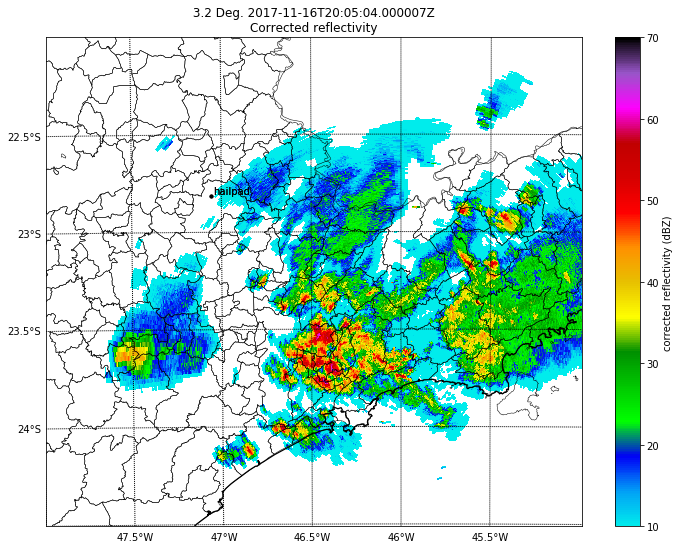 3.2 Deg. 2017-11-16T20:05:04.000007Z
Corrected reflectivity
70
60
50
40
30
20
10
corrected reflectivity (dBZ)
22.5°S
23°S
23.5°S
24°S
hailpad
47.5°W
47°W
46.5°W
46°W
45.5°W